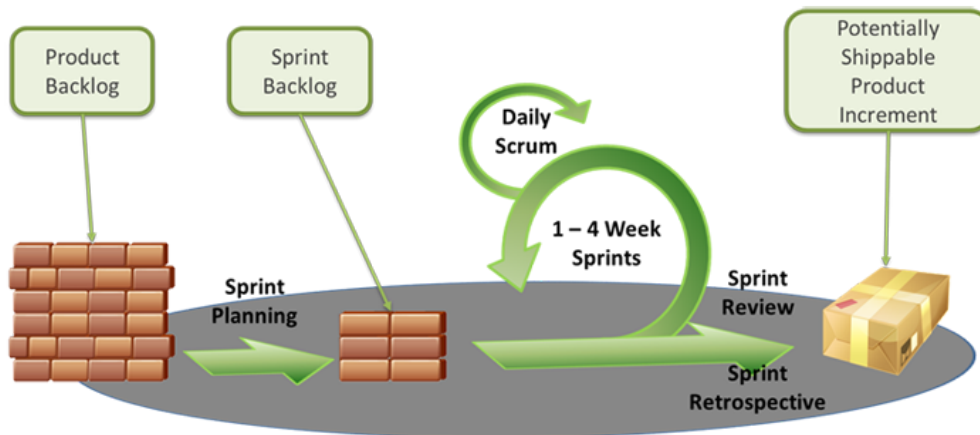 Product
Backlog
Sprint
Backlog
Potentially
Shippable
Product
Increment
Daily
Scrum
1 – 4 Week
Sprints
Sprint
Planning
Sprint
Review
Sprint
Retrospective